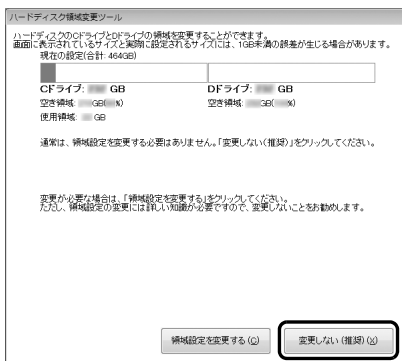 ハードディスク領域変更ツール
ハードディスクのCドライブとDドライブの領域を変更することができます。
画面に表示されているサイズと実際に設定されるサイズには、1GB未満の誤差が生じる場合があります。
現在の設定(合計: 464GB)
Cドライブ: GB Dドライブ: GB
空き領域: GB( %) 空き領域: GB( %)
使用領域: GB
通常は、領域設定を変更する必要はありません。「変更しない(推奨)」をクリックしてください。
変更が必要な場合は、「領域設定を変更する」をクリックしてください。
ただし、領域設定の変更には詳しい知識が必要ですので、変更しないことをお勧めします。
領域設定を変更する(C) 変更しない(推奨)(X)